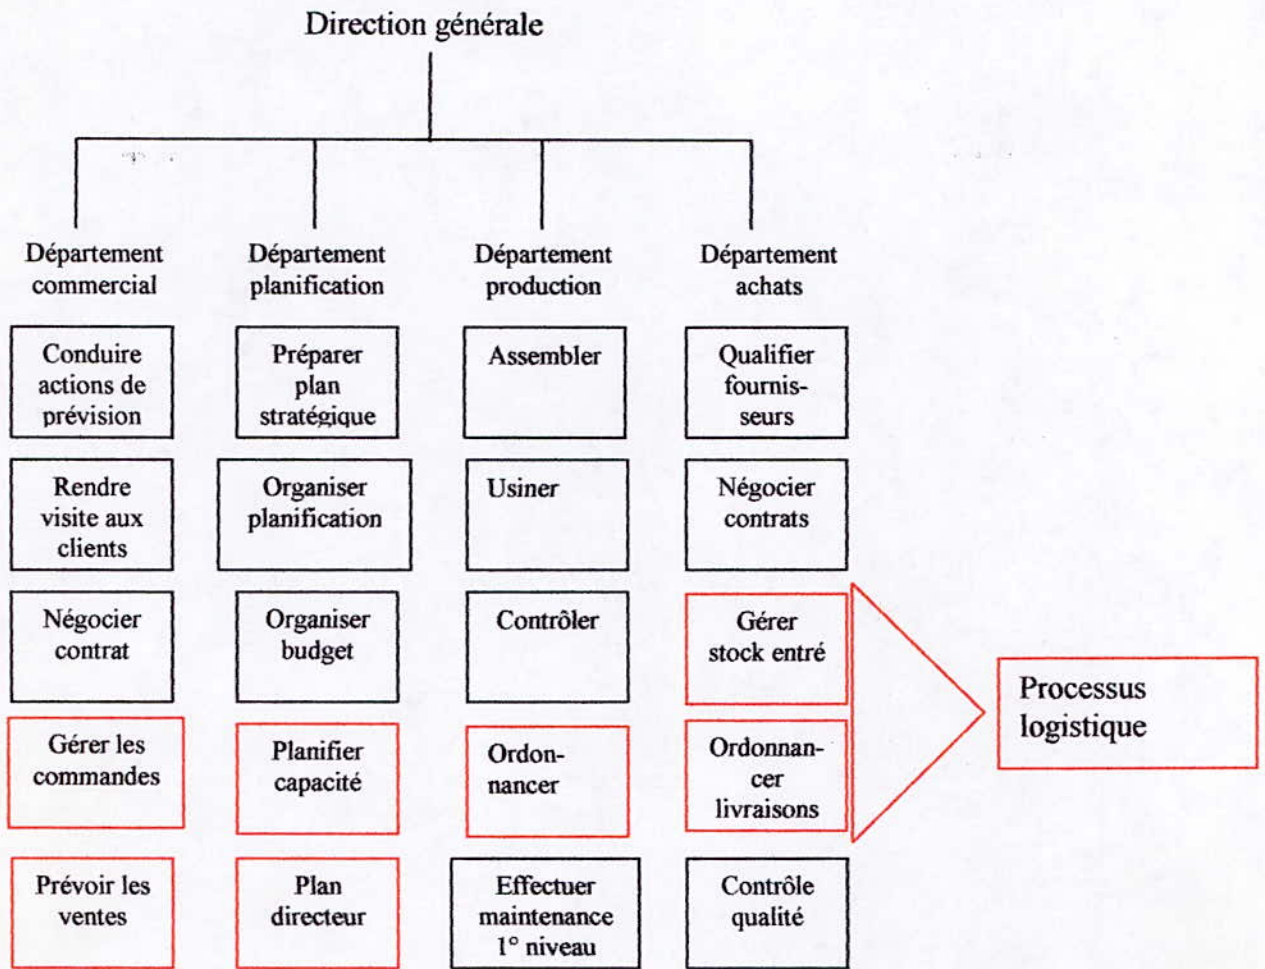 Direction générale
Département
commercial
Département
planification
Département
production
Département
achats
Conduire
actions de
prévision
Préparer
plan
stratégique
Assembler
Qualifier
fournis-
seurs
Rendre
visite aux
clients
Organiser
planification
Usiner
Négocier
contrats
Négocier
contrat
Organiser
budget
Contrôler
Gérer
stock entré
Gérer les
commandes
Planifier
capacité
Ordon-
nancer
Ordonnan-
cer
livraisons
Processus
logistique
Prévoir les
ventes
Plan
directeur
Effectuer
maintenance
1° niveau
Contrôle
qualité